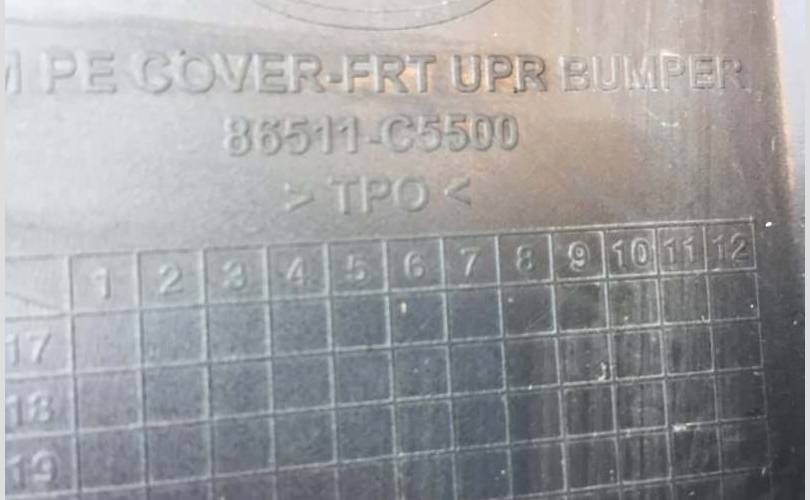 M PE COVER-FRT UPR BUMPER
86511-C5500
> TPO <
1 2 3 4 5 6 7 8 9 10 11 12
17
18
19